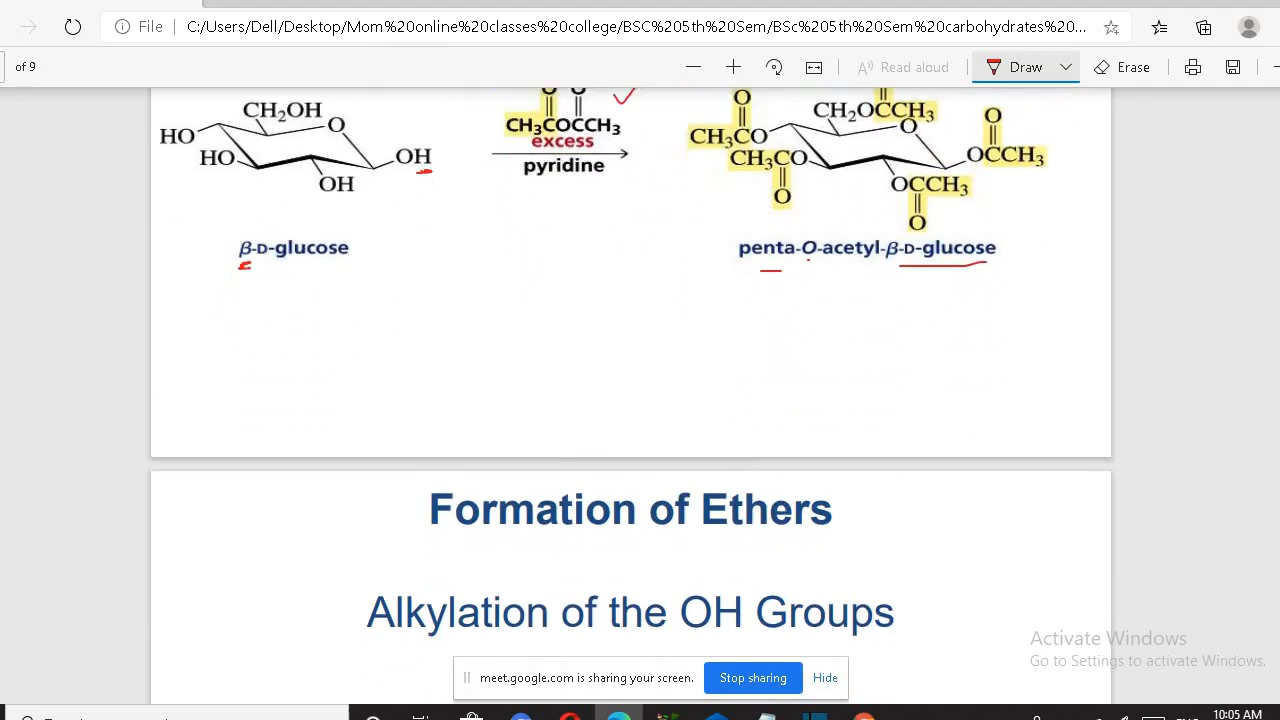 File C:/Users/Dell/Desktop/Mom%20online%20classes%20college/BSC%205th%20Sem/BSc%205th%20Sem%20carbohydrates%20...
of 9
Read aloud
Draw
Erase
O O
CH₃COCCH₃
excess
pyridine
CH₂OH
O
HO
HO
OH
OH
β-D-glucose
O
CH₃CO
CH₃CO
O
CH₂OCCH₃
O
O
OCCH₃
OCCH₃
O
penta-O-acetyl-β-D-glucose
Formation of Ethers
Alkylation of the OH Groups
Activate Windows
Go to Settings to activate Windows.
meet.google.com is sharing your screen.
Stop sharing
Hide
10:05 AM